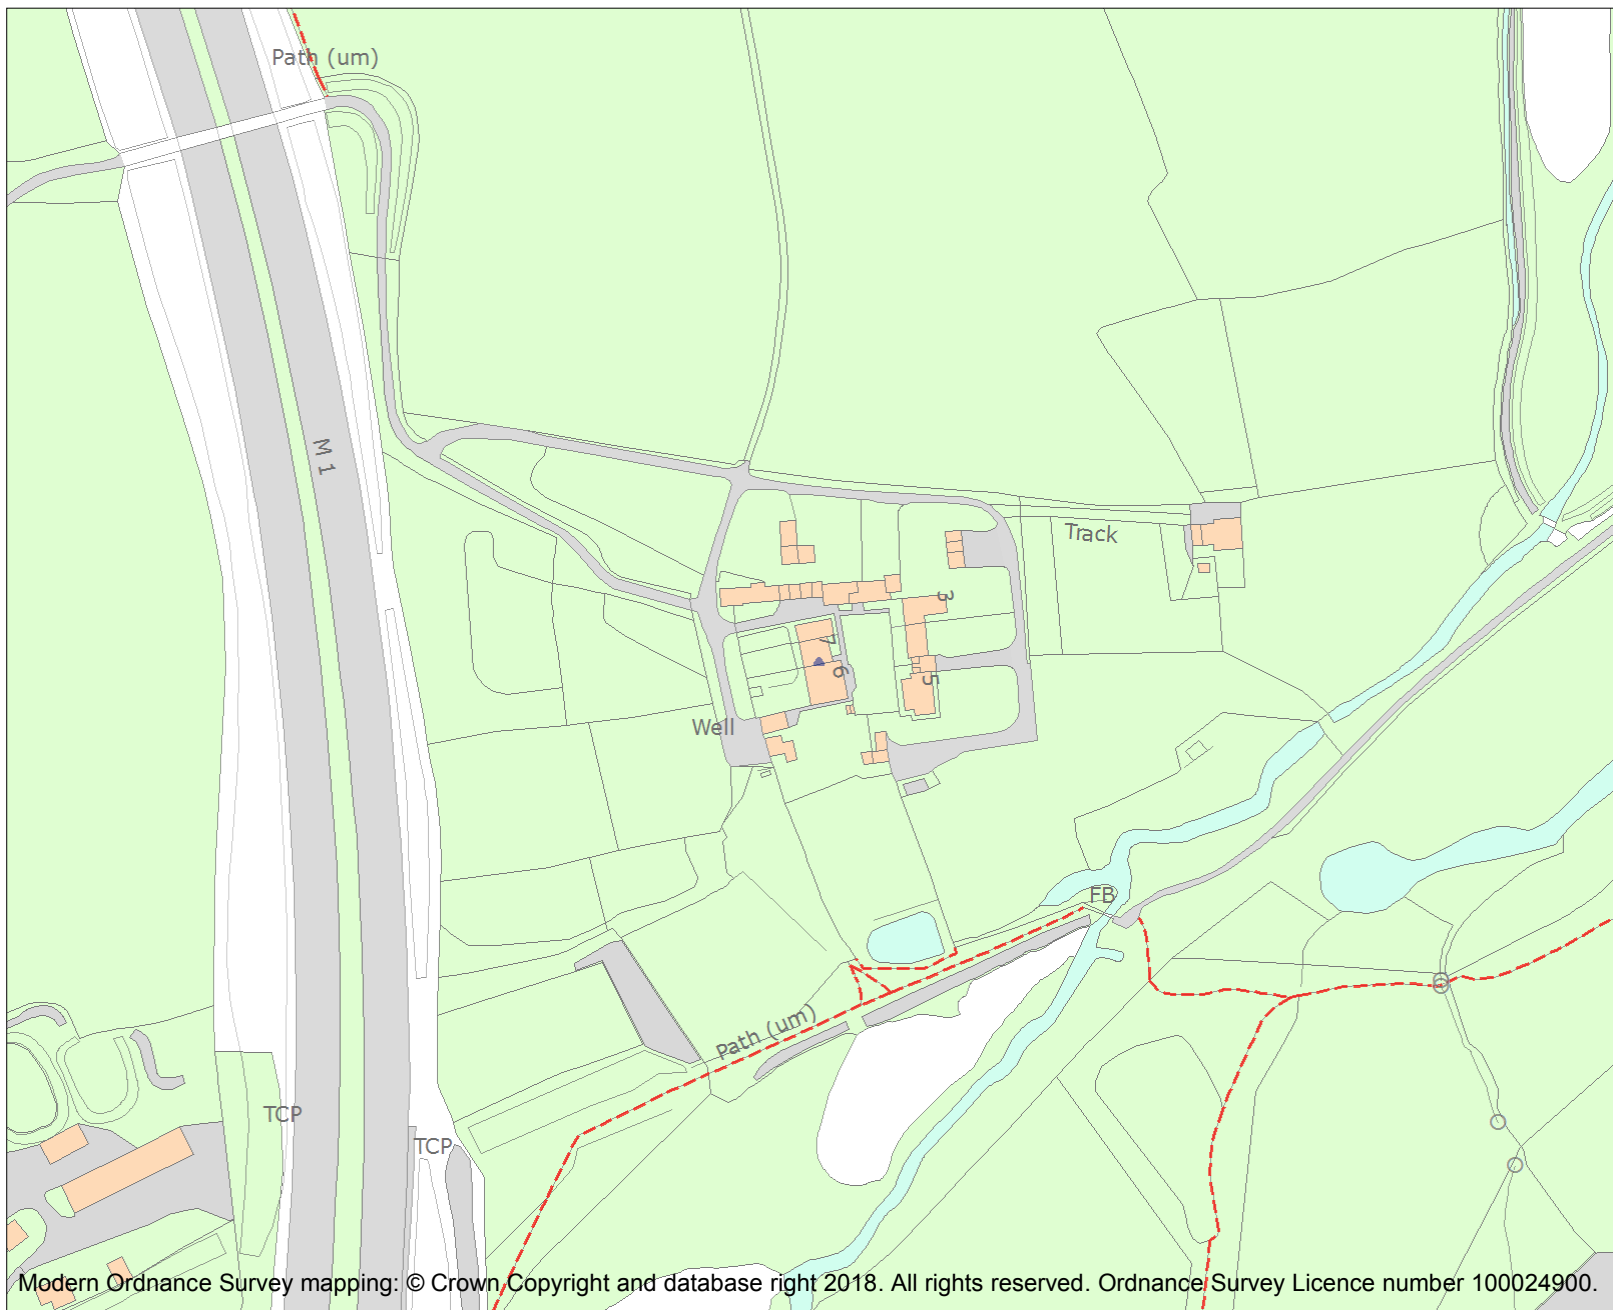 Path (um)
M 1
Track
3
7
6
5
Well
FB
Path (um)
TCP
TCP
Modern Ordnance Survey mapping: © Crown Copyright and database right 2018. All rights reserved. Ordnance Survey Licence number 100024900.